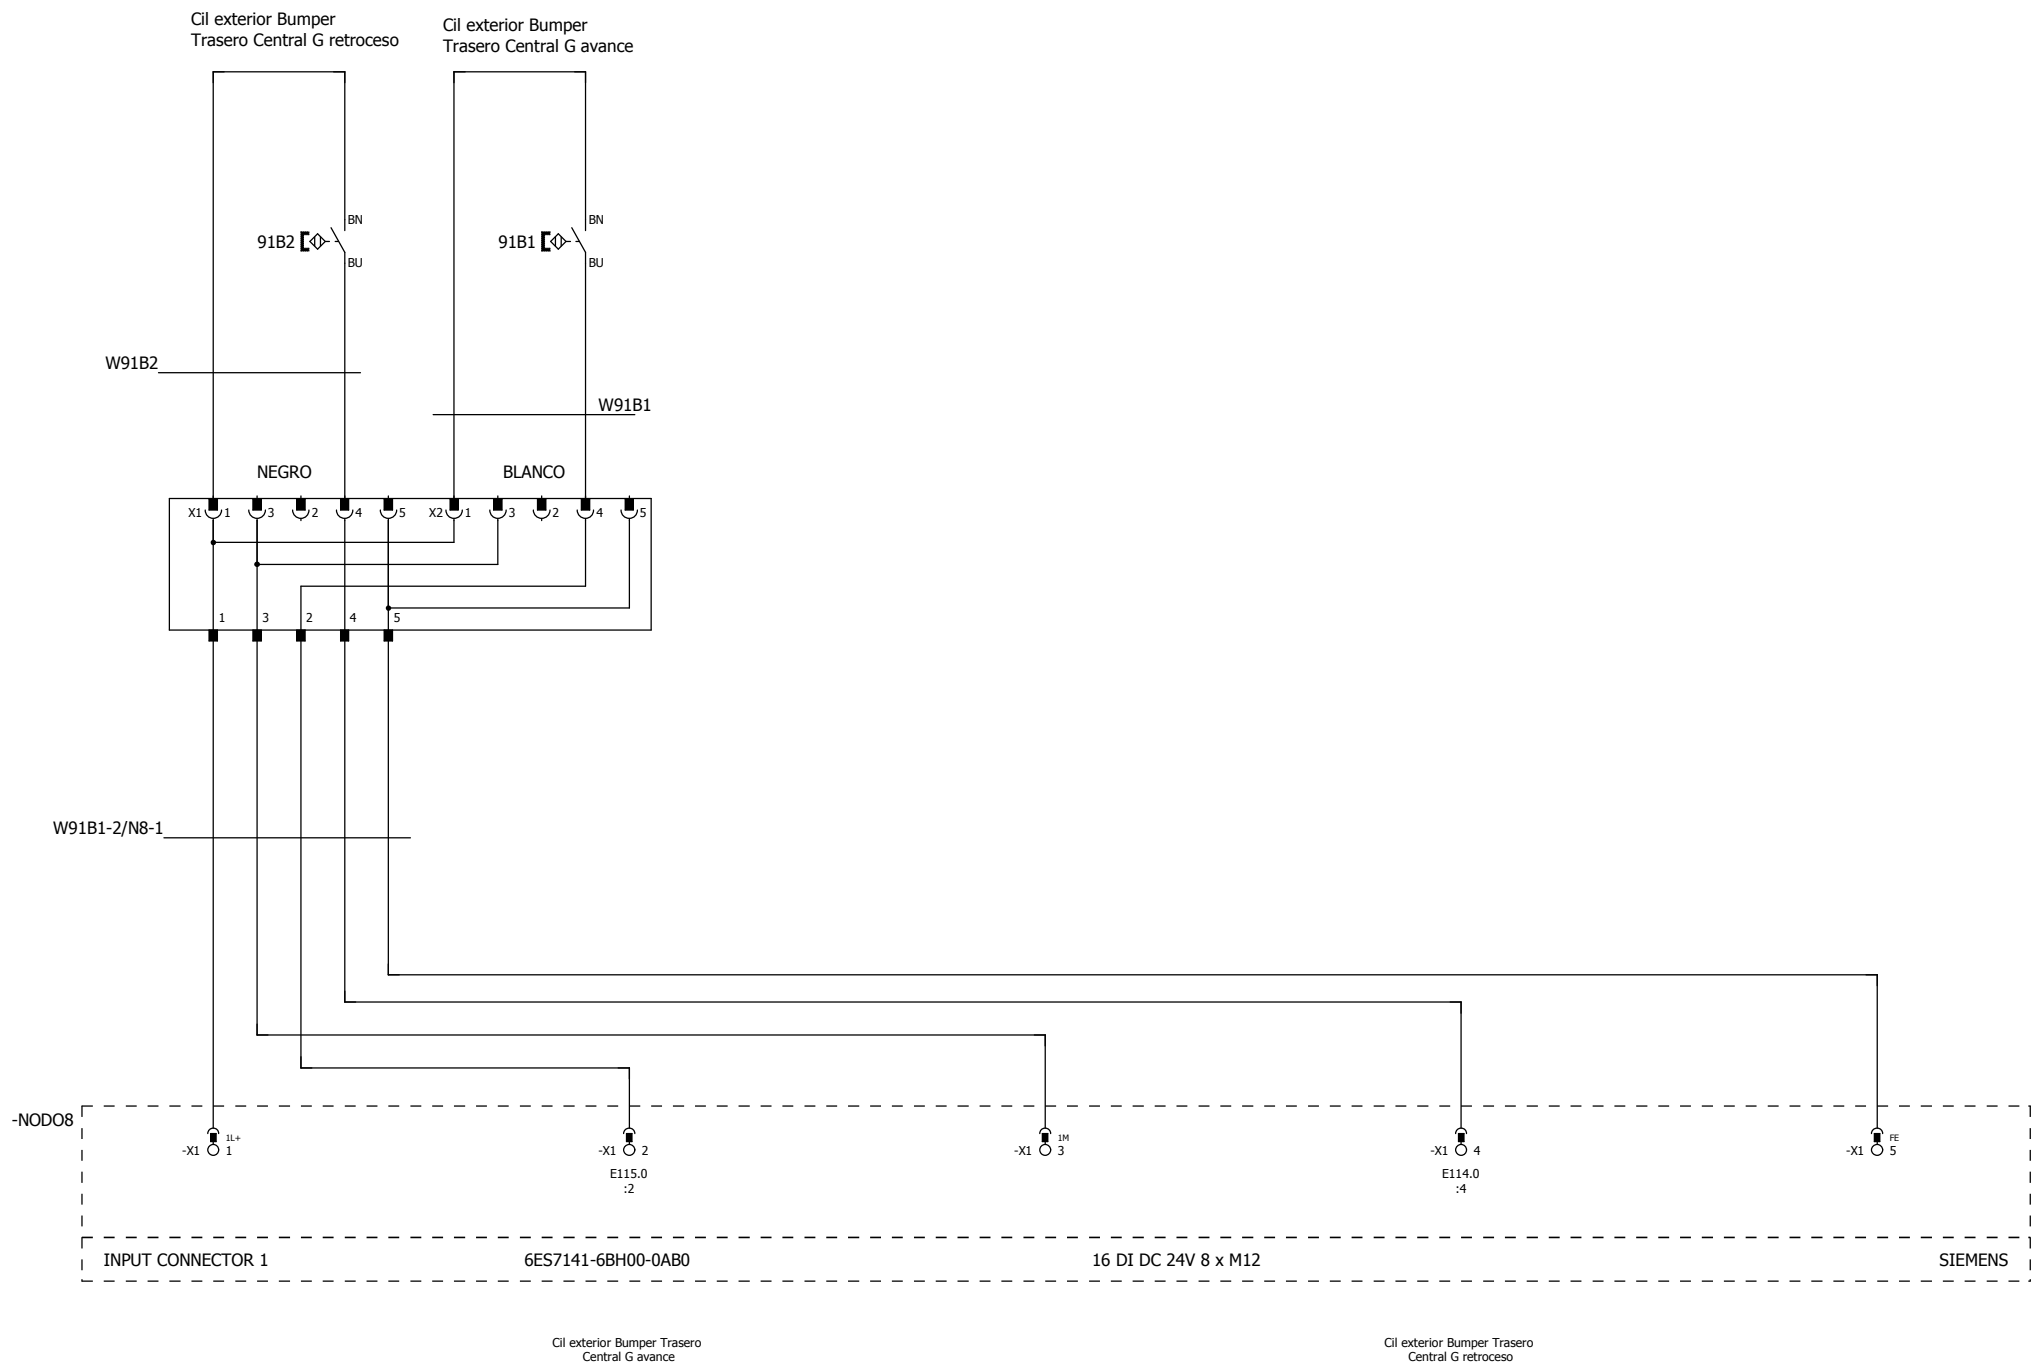 Cil exterior Bumper
Trasero Central G retroceso
Cil exterior Bumper
Trasero Central G avance
BN
91B2
BU
BN
91B1
BU
W91B2
W91B1
NEGRO
BLANCO
X1 1 3 2 4 5 X2 1 3 2 4 5
1 3 2 4 5
W91B1-2/N8-1
-NODO8
1L+
-X1 1
-X1 2
E115.0
:2
1M
-X1 3
-X1 4
E114.0
:4
FE
-X1 5
INPUT CONNECTOR 1
6ES7141-6BH00-0AB0
16 DI DC 24V 8 x M12
SIEMENS
Cil exterior Bumper Trasero
Central G avance
Cil exterior Bumper Trasero
Central G retroceso